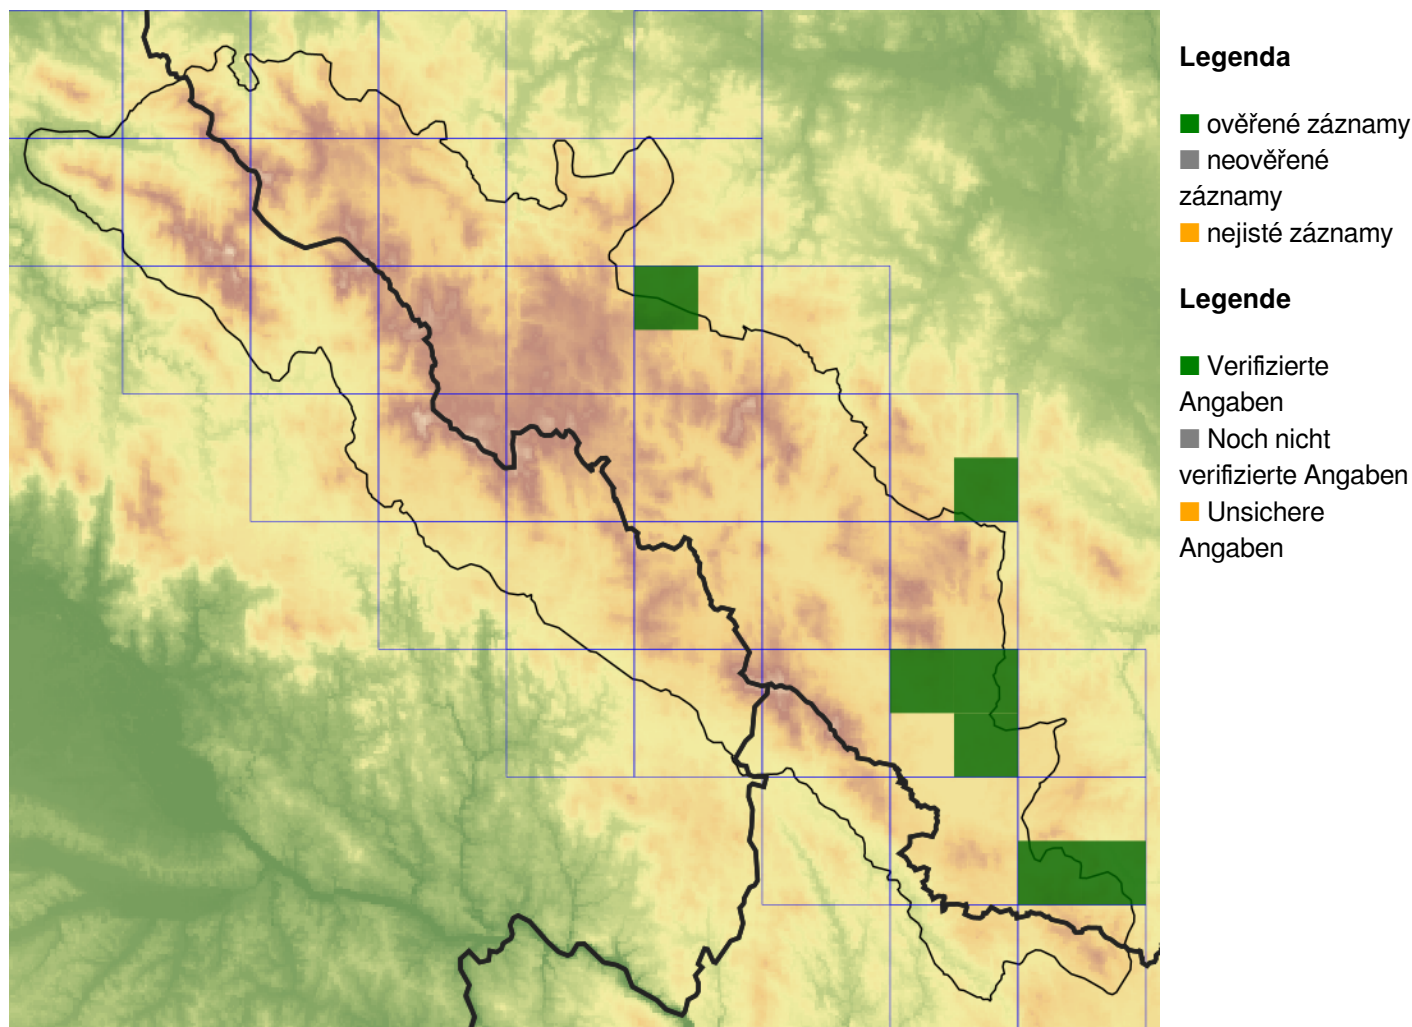 Legenda
ověřené záznamy
neověřené
záznamy
nejisté záznamy
Legende
Verifizierte
Angaben
Noch nicht
verifizierte Angaben
Unsichere
Angaben